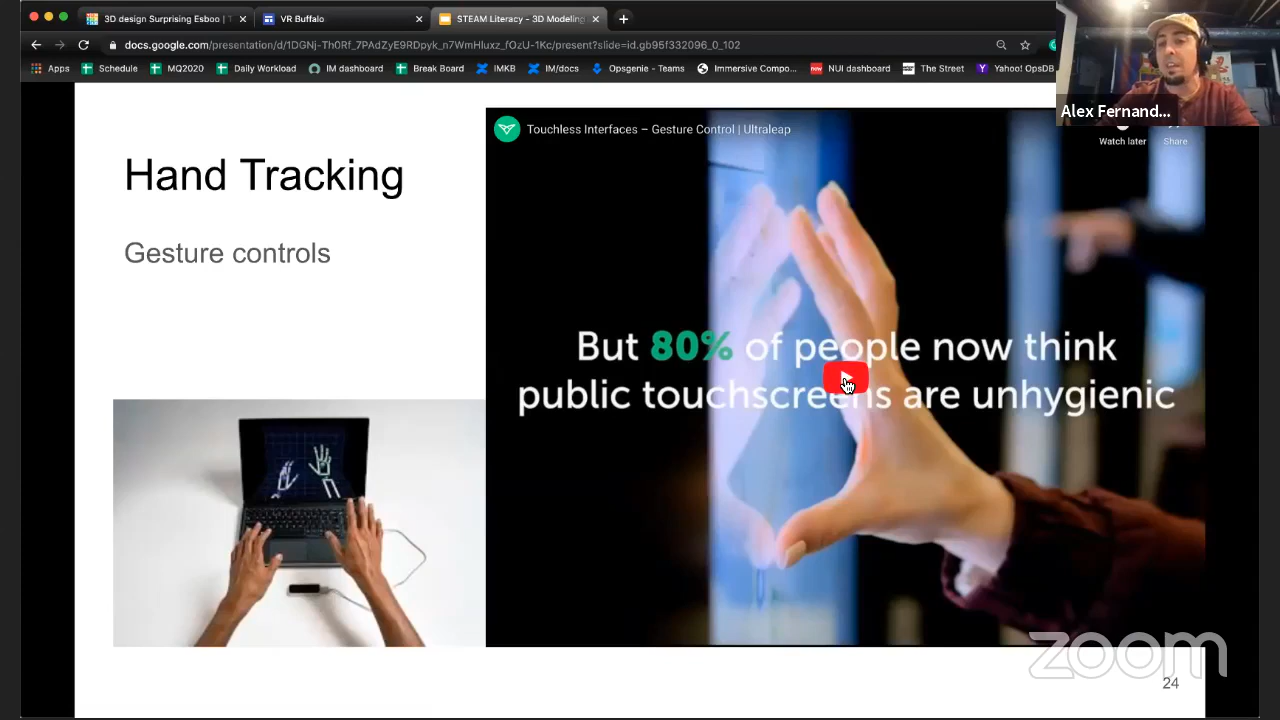 3D design Surprising Esboo | T
VR Buffalo
STEAM Literacy - 3D Modeling
docs.google.com/presentation/d/1DGNj-Th0Rf_7PAdZyE9RDpyk_n7WmHluxz_fOzU-1Kc/present?slide=id.gb95f332096_0_102
Apps
Schedule
MQ2020
Daily Workload
IM dashboard
Break Board
IMKB
IM/docs
Opsgenie - Teams
Immersive Compo...
NUI dashboard
The Street
Yahoo! OpsDB
Alex Fernand...
Touchless Interfaces – Gesture Control | Ultraleap
Watch later
Share
Hand Tracking
Gesture controls
But 80% of people now think
public touchscreens are unhygienic
zoom
24